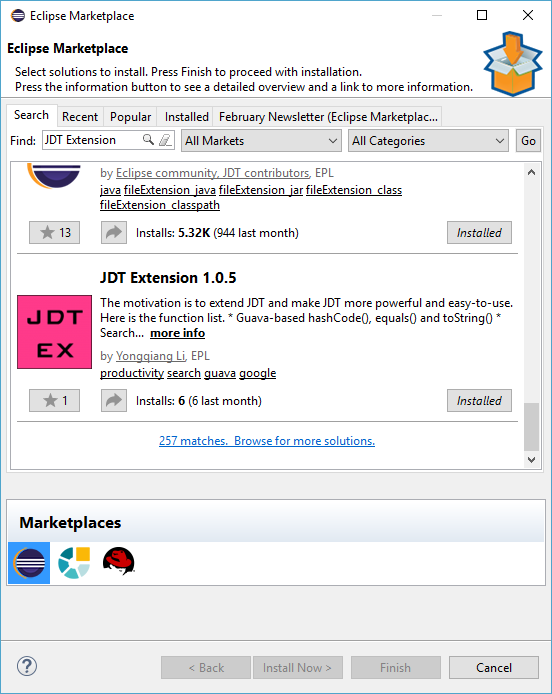 Eclipse Marketplace
Eclipse Marketplace
Select solutions to install. Press Finish to proceed with installation.
Press the information button to see a detailed overview and a link to more information.
Search Recent Popular Installed February Newsletter (Eclipse Marketplac...
Find: JDT Extension All Markets All Categories Go
by Eclipse community, JDT contributors, EPL
java fileExtension_java fileExtension_jar fileExtension_class
fileExtension_classpath
13 Installs: 5.32K (944 last month) Installed
JDT Extension 1.0.5
The motivation is to extend JDT and make JDT more powerful and easy-to-use.
Here is the function list. * Guava-based hashCode(), equals() and toString() *
Search... more info
JDT
EX
by Yongqiang Li, EPL
productivity search guava google
1 Installs: 6 (6 last month) Installed
257 matches. Browse for more solutions.
Marketplaces
? < Back Install Now > Finish Cancel